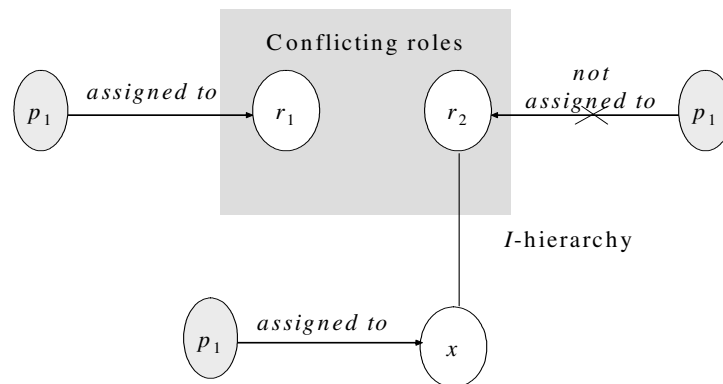 Conflicting roles
assigned to
not
assigned to
p1
r1
r2
p1
I-hierarchy
assigned to
p1
x